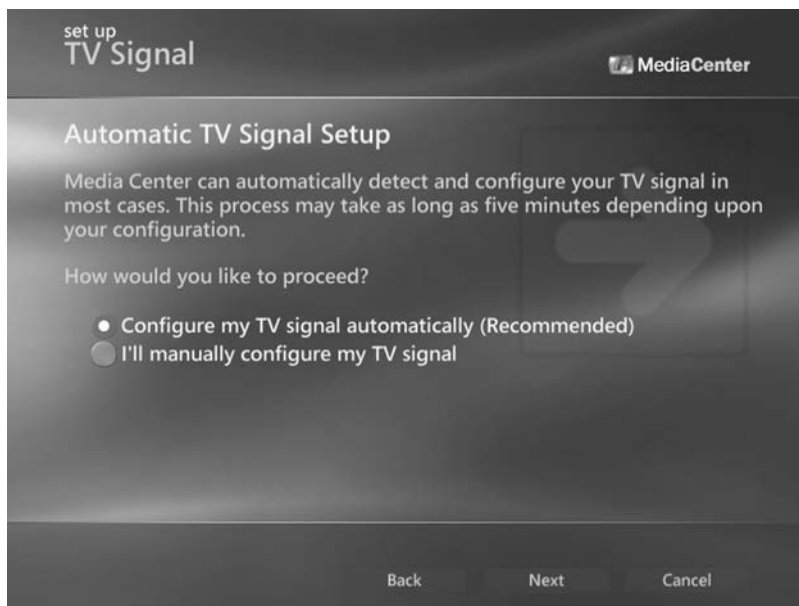 set up
TV Signal
MediaCenter
Automatic TV Signal Setup
Media Center can automatically detect and configure your TV signal in
most cases. This process may take as long as five minutes depending upon
your configuration.
How would you like to proceed?
Configure my TV signal automatically (Recommended)
I'll manually configure my TV signal
Back Next Cancel